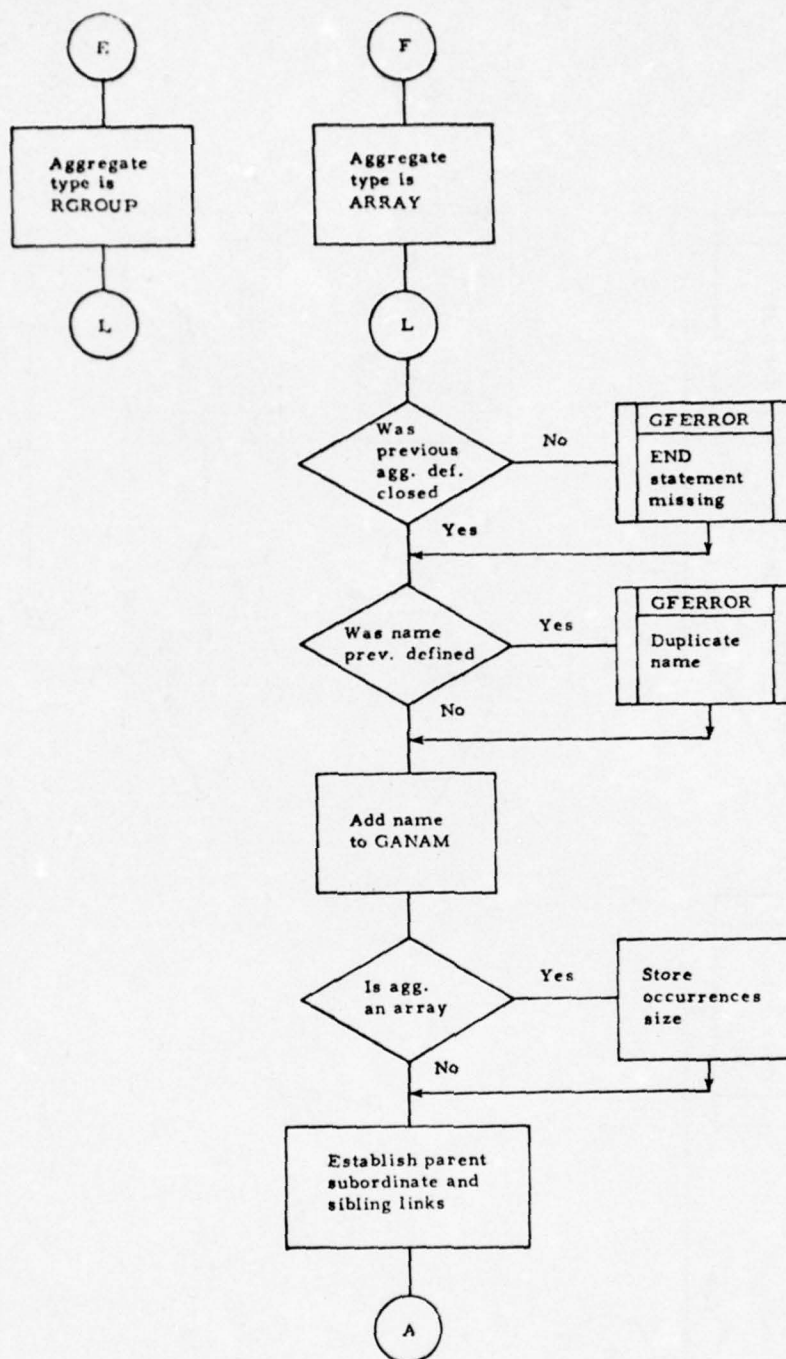 E
Aggregate
type is
RGROUP
L
F
Aggregate
type is
ARRAY
L
Was
previous
agg. def.
closed
No
GFERROR
END
statement
missing
Yes
Was name
prev. defined
Yes
GFERROR
Duplicate
name
No
Add name
to GANAM
Is agg.
an array
Yes
Store
occurrences
size
No
Establish parent
subordinate and
sibling links
A